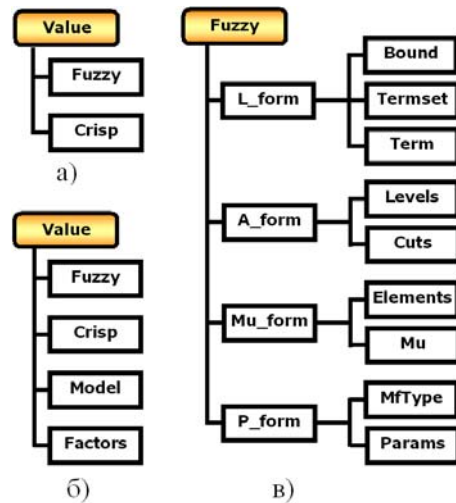 Value
Fuzzy
Crisp
а)
Value
Fuzzy
Crisp
Model
Factors
б)
Fuzzy
L_form
Bound
Termset
Term
A_form
Levels
Cuts
Mu_form
Elements
Mu
P_form
MfType
Params
в)